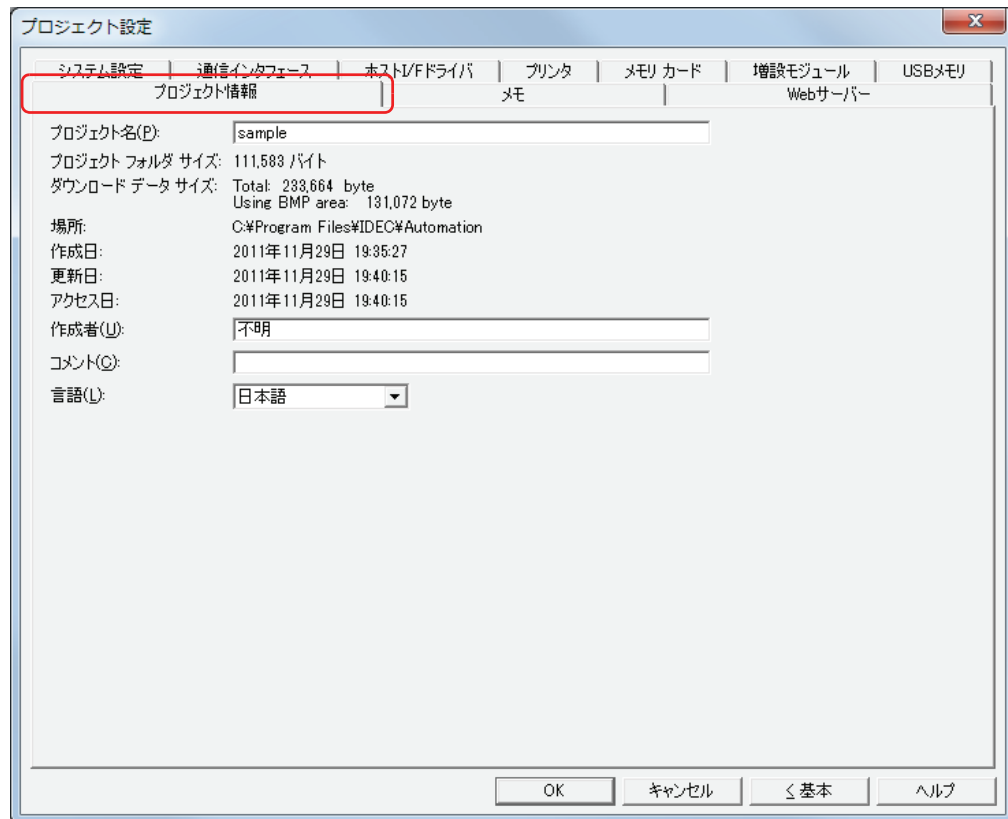 プロジェクト設定
システム設定 通信インタフェース ホストI/Fドライバ プリンタ メモリ カード 増設モジュール USBメモリ
プロジェクト情報 メモ Webサーバー
プロジェクト名(P): sample
プロジェクト フォルダ サイズ: 111,583 バイト
ダウンロード データ サイズ: Total: 233,664 byte
Using BMP area: 131,072 byte
場所: C:¥Program Files¥IDEC¥Automation
作成日: 2011年11月29日 19:35:27
更新日: 2011年11月29日 19:40:15
アクセス日: 2011年11月29日 19:40:15
作成者(U): 不明
コメント(C):
言語(L): 日本語
OK キャンセル < 基本 ヘルプ